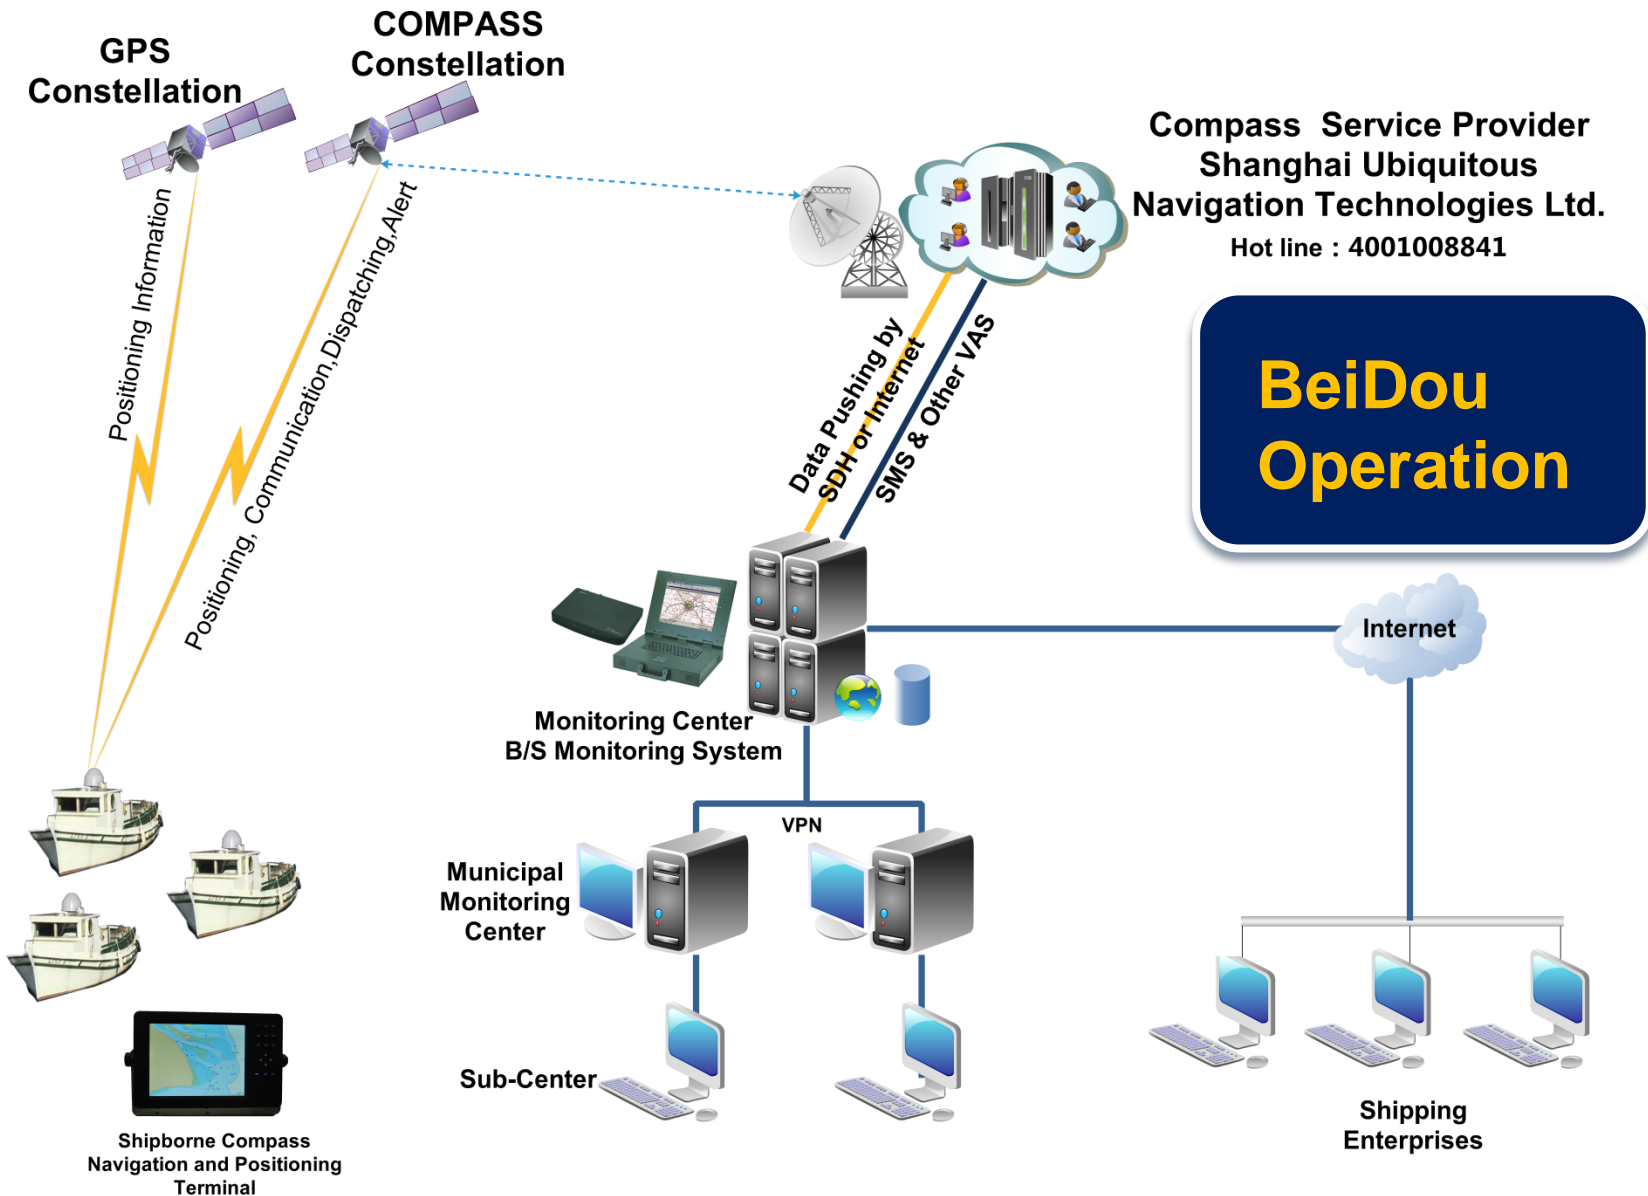 GPS
Constellation
COMPASS
Constellation
Compass  Service Provider
Shanghai Ubiquitous
Navigation Technologies Ltd.
Hot line : 4001008841
BeiDou
Operation
Positioning Information
Positioning, Communication,Dispatching,Alert
Data Pushing by
SDH or Internet
SMS & Other VAS
Internet
Monitoring Center
B/S Monitoring System
VPN
Municipal
Monitoring
Center
Sub-Center
Shipborne Compass
Navigation and Positioning
Terminal
Shipping
Enterprises